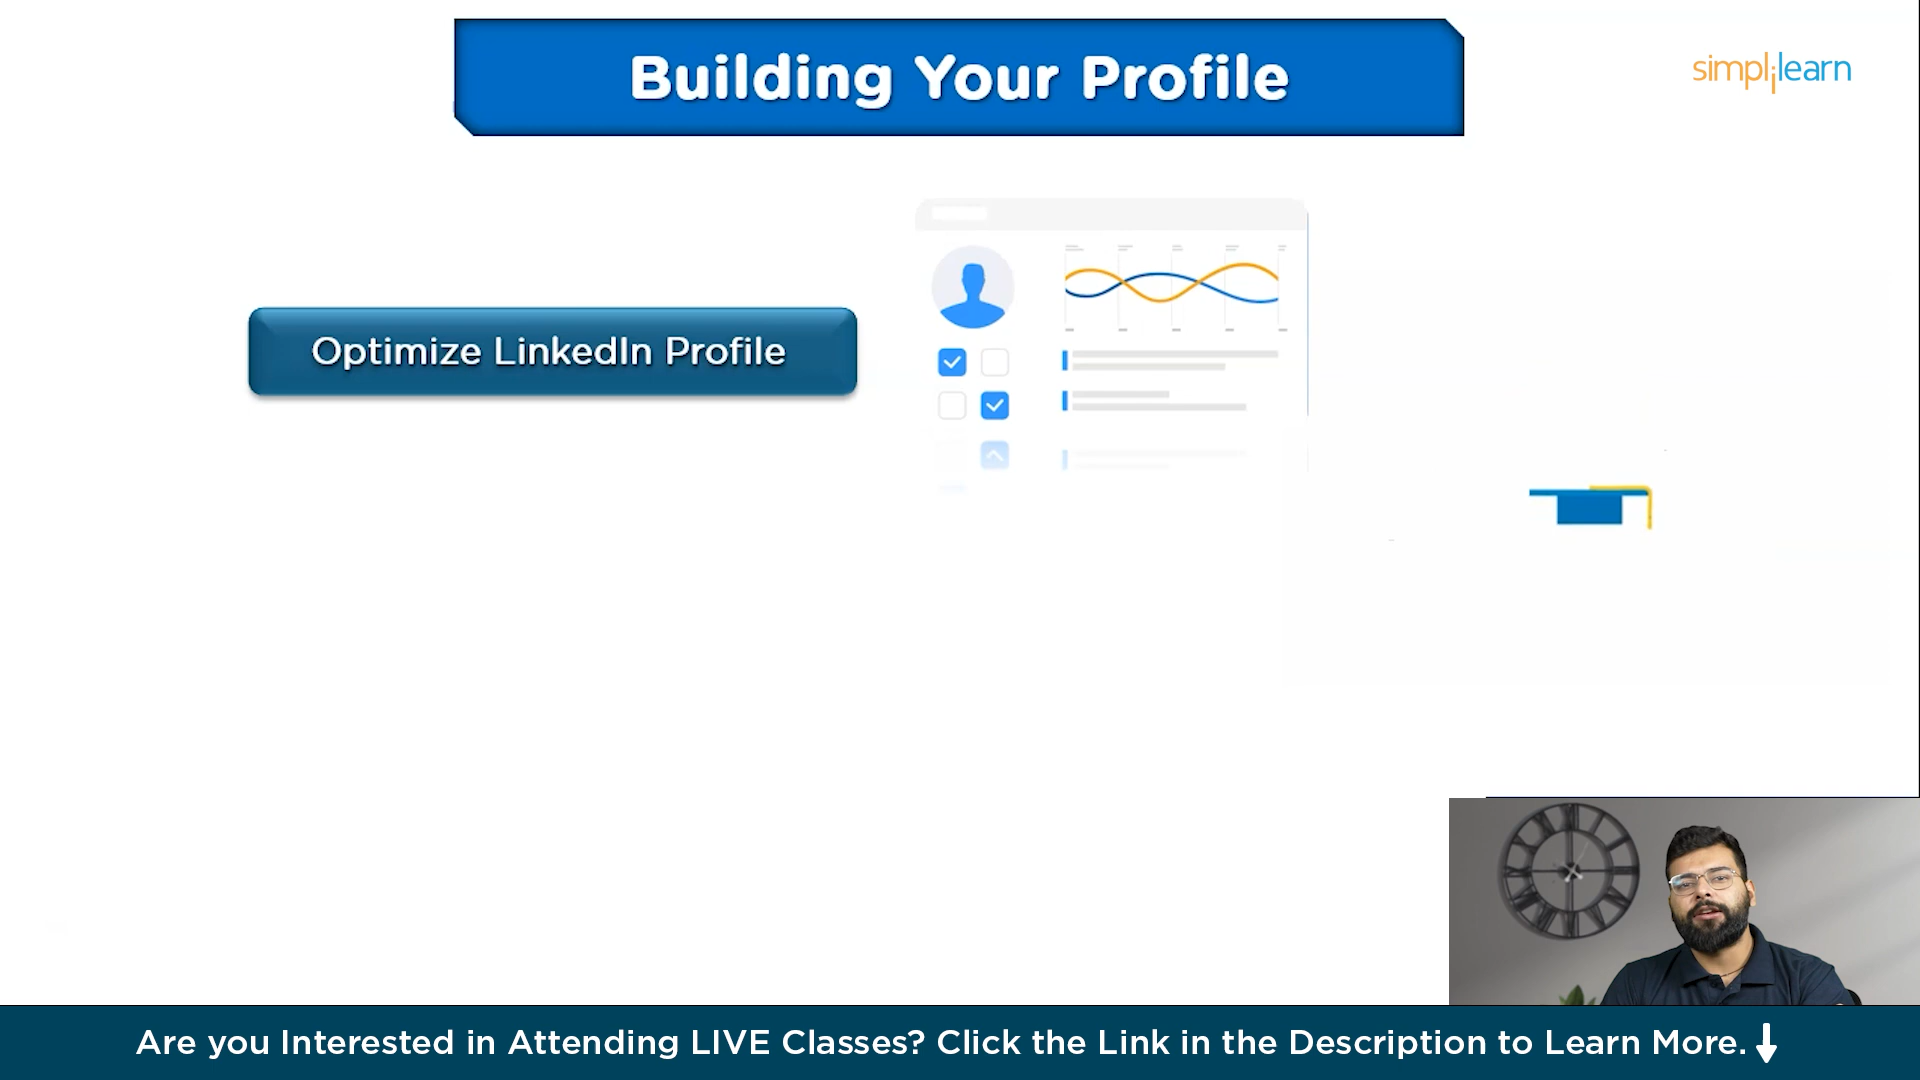 Building Your Profile
simplilearn
Optimize LinkedIn Profile
Are you Interested in Attending LIVE Classes? Click the Link in the Description to Learn More.